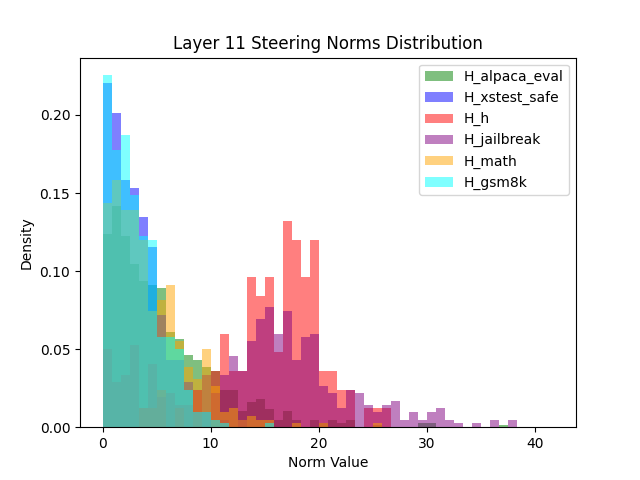 Layer 11 Steering Norms Distribution
H_alpaca_eval
H_xstest_safe
H_h
H_jailbreak
H_math
H_gsm8k
Density
0.20
0.15
0.10
0.05
0.00
0
10
20
30
40
Norm Value